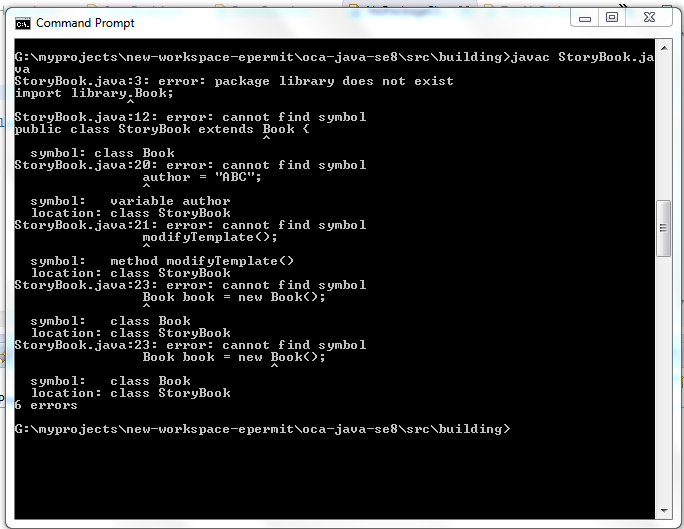 Command Prompt
G:\myprojects\new-workspace-epermit\oca-java-se8\src\building>javac StoryBook.ja
va
StoryBook.java:3: error: package library does not exist
import library.Book;
^
StoryBook.java:12: error: cannot find symbol
public class StoryBook extends Book {
^
symbol: class Book
StoryBook.java:20: error: cannot find symbol
author = "ABC";
^
symbol:   variable author
location: class StoryBook
StoryBook.java:21: error: cannot find symbol
modifyTemplate();
^
symbol:   method modifyTemplate()
location: class StoryBook
StoryBook.java:23: error: cannot find symbol
Book book = new Book();
^
symbol:   class Book
location: class StoryBook
StoryBook.java:23: error: cannot find symbol
Book book = new Book();
^
symbol:   class Book
location: class StoryBook
6 errors
G:\myprojects\new-workspace-epermit\oca-java-se8\src\building>